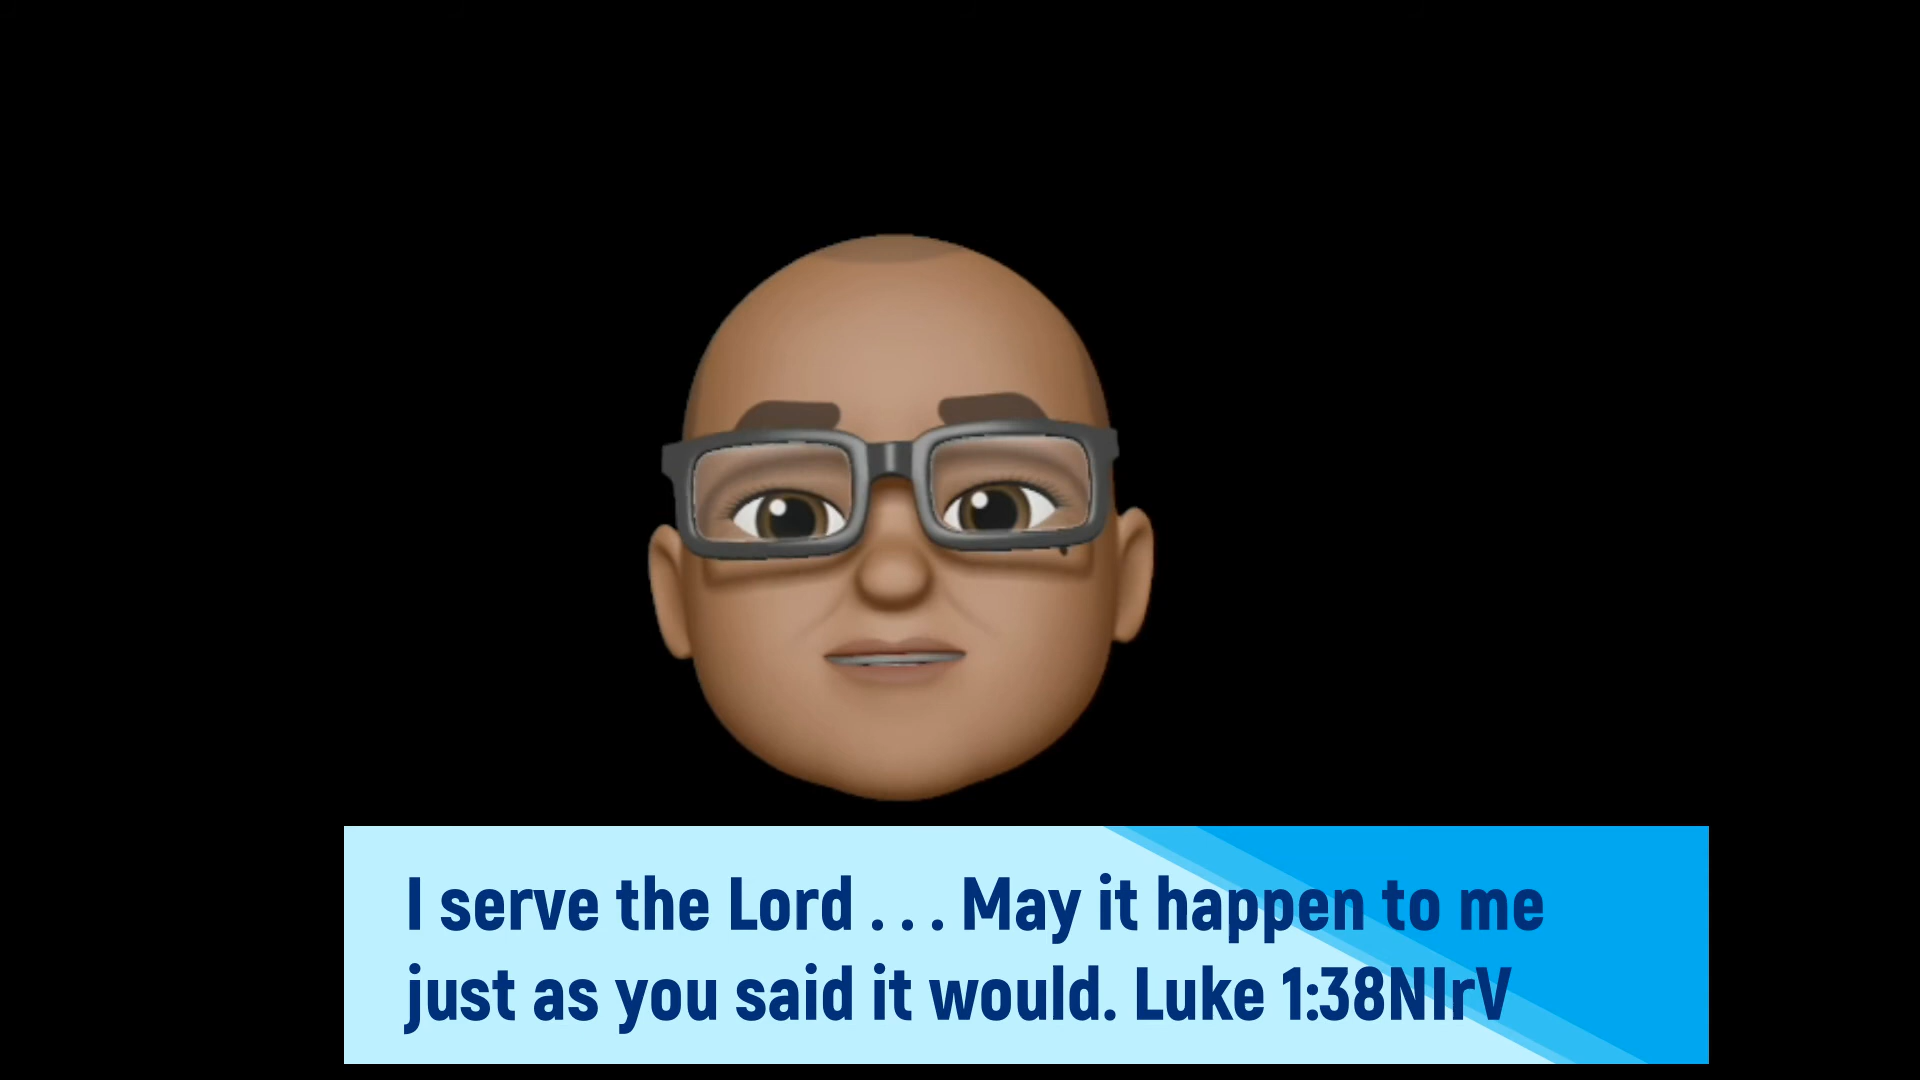 I serve the Lord . . . May it happen to me
just as you said it would. Luke 1:38NIrV